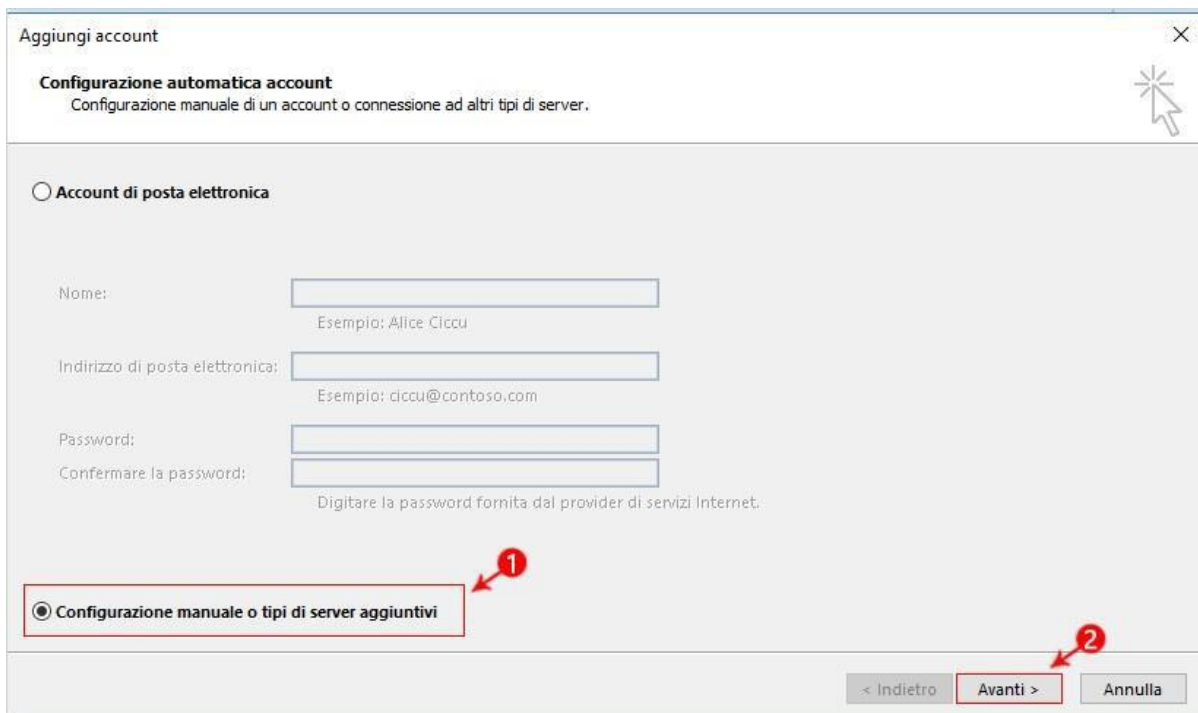 Aggiungi account
Configurazione automatica account
Configurazione manuale di un account o connessione ad altri tipi di server.
Account di posta elettronica
Nome:
Esempio: Alice Ciccu
Indirizzo di posta elettronica:
Esempio: ciccu@contoso.com
Password:
Confermare la password:
Digitare la password fornita dal provider di servizi Internet.
1
Configurazione manuale o tipi di server aggiuntivi
2
< Indietro Avanti > Annulla